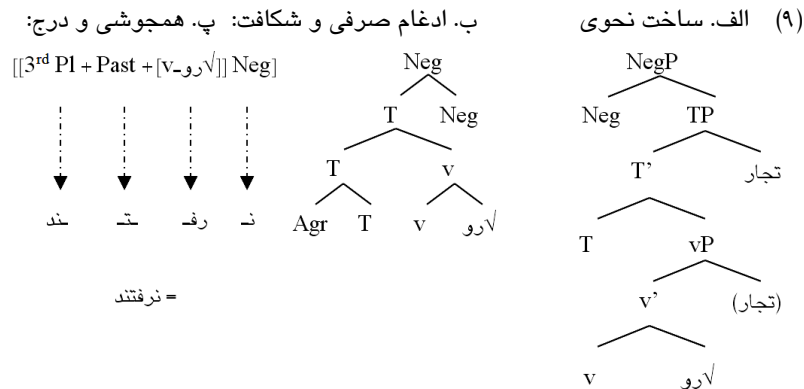 (۹) الف. ساخت نحوی ب. ادغام صرفی و شکافت: پ. همجوشی و درج:
NegP
Neg TP
T’ تجار
T vP
v’ (تجار)
v √رو
Neg
T Neg
T v
Agr T v √رو
[[3rd Pl + Past +[v-√رو]] Neg]
نـ رفـ ـتـ ـند
= نرفتند